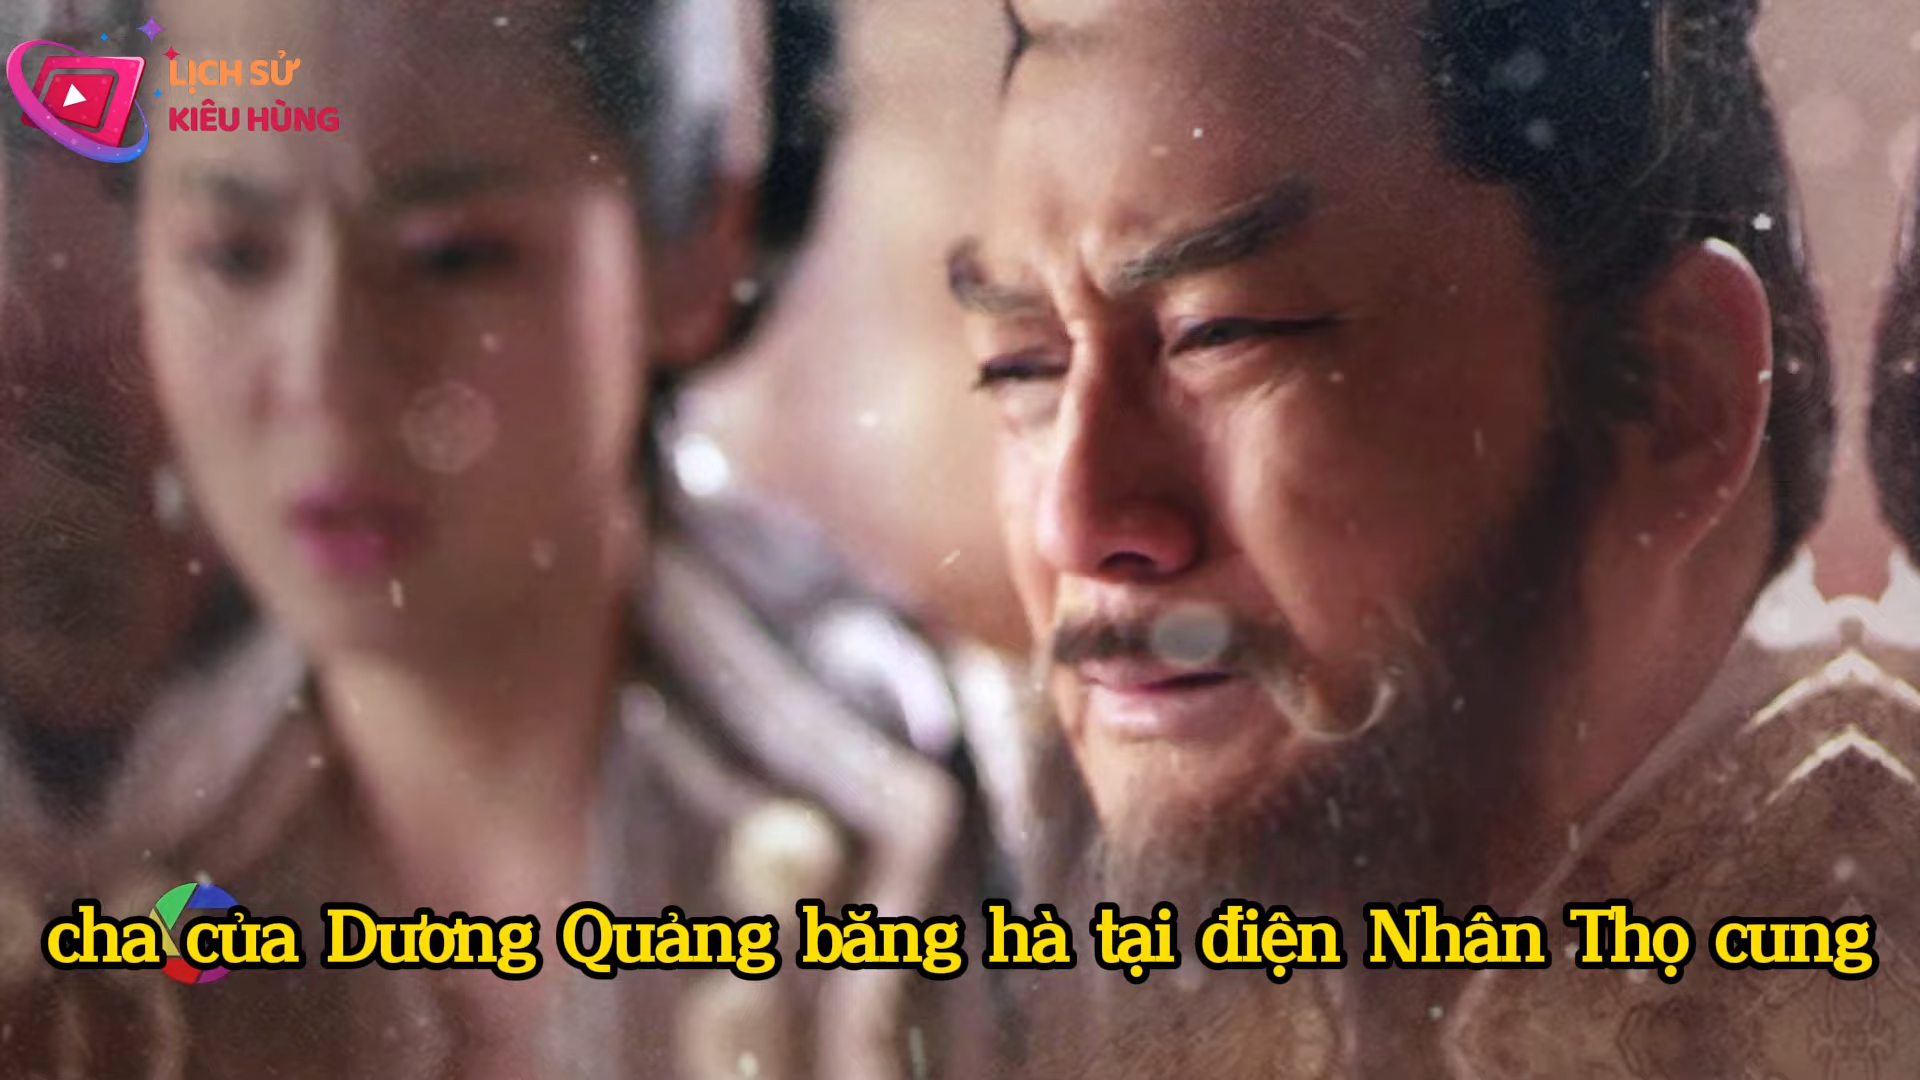 LỊCH SỬ
KIÊU HÙNG
cha của Dương Quảng băng hà tại điện Nhân Thọ cung